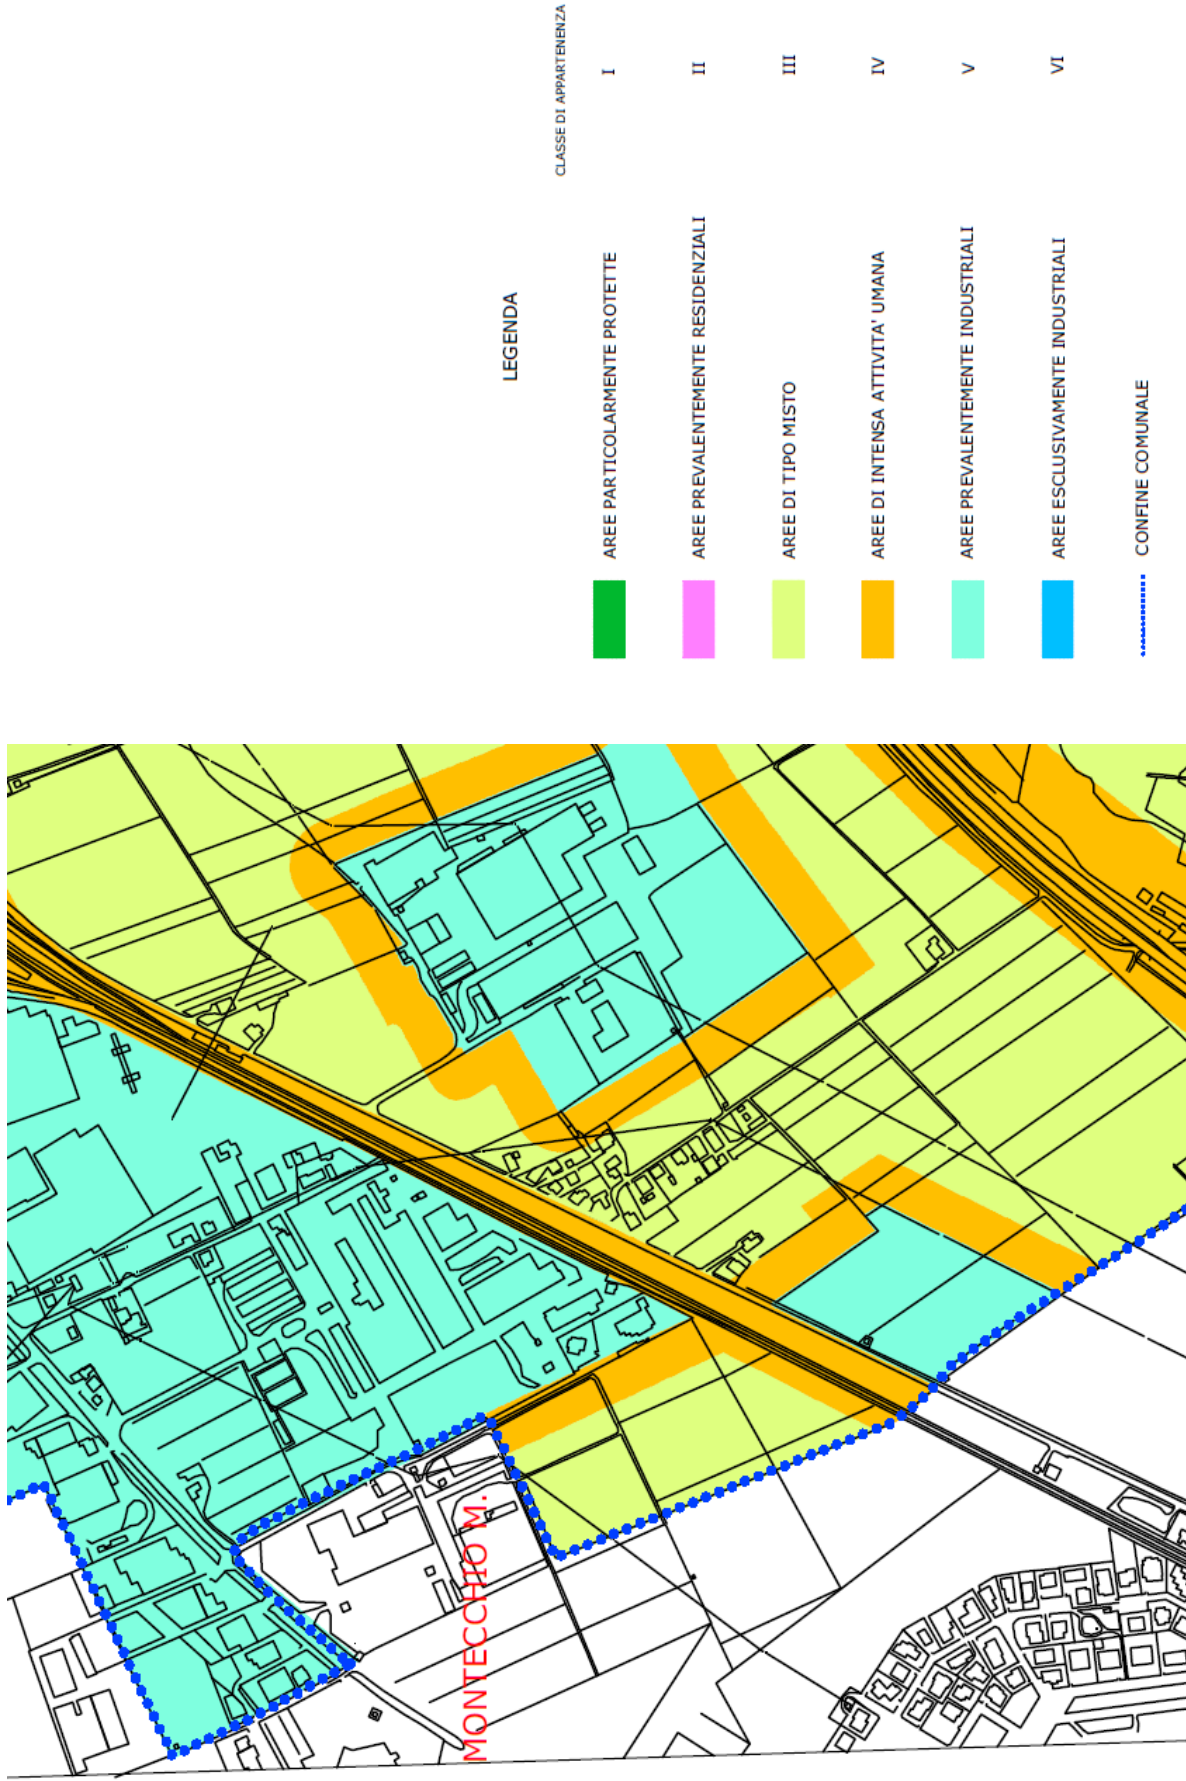 LEGENDA
CLASSE DI APPARTENENZA
AREE PARTICOLARMENTE PROTETTE I
AREE PREVALENTEMENTE RESIDENZIALI II
AREE DI TIPO MISTO III
AREE DI INTENSA ATTIVITA' UMANA IV
AREE PREVALENTEMENTE INDUSTRIALI V
AREE ESCLUSIVAMENTE INDUSTRIALI VI
CONFINE COMUNALE
MONTECCHIO M.